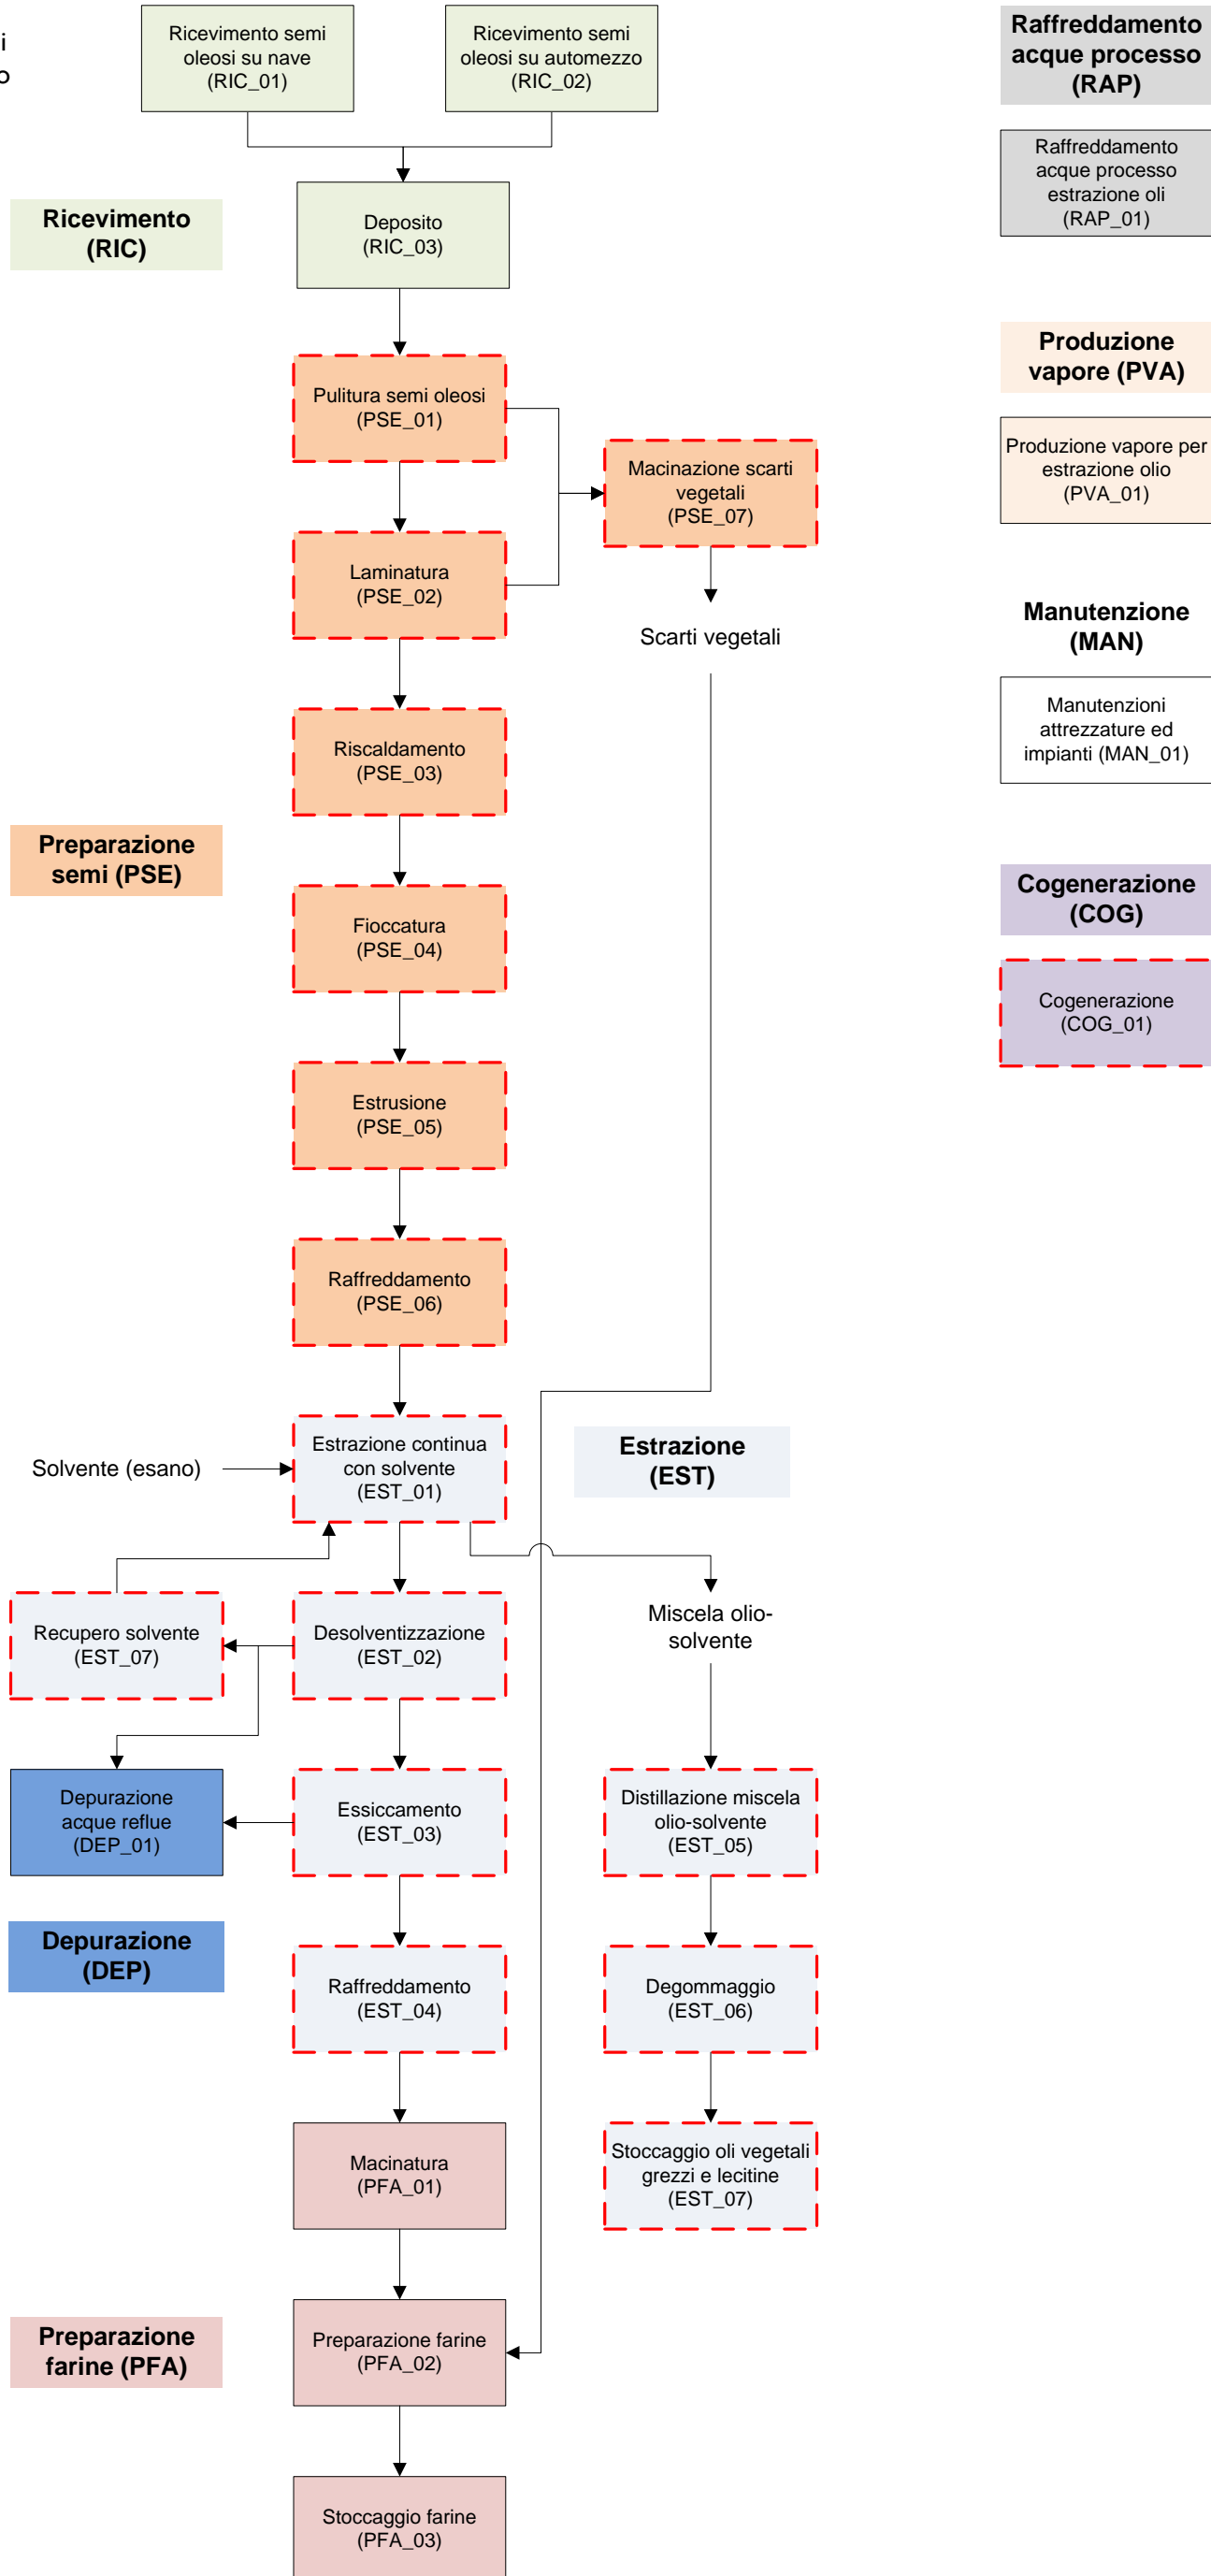 i
o
Ricevimento semi
oleosi su nave
(RIC_01)
Ricevimento semi
oleosi su automezzo
(RIC_02)
Raffreddamento
acque processo
(RAP)
Raffreddamento
acque processo
estrazione oli
(RAP_01)
Ricevimento
(RIC)
Deposito
(RIC_03)
Produzione
vapore (PVA)
Pulitura semi oleosi
(PSE_01)
Produzione vapore per
estrazione olio
(PVA_01)
Macinazione scarti
vegetali
(PSE_07)
Laminatura
(PSE_02)
Scarti vegetali
Manutenzione
(MAN)
Manutenzioni
attrezzature ed
impianti (MAN_01)
Riscaldamento
(PSE_03)
Preparazione
semi (PSE)
Cogenerazione
(COG)
Fioccatura
(PSE_04)
Cogenerazione
(COG_01)
Estrusione
(PSE_05)
Raffreddamento
(PSE_06)
Solvente (esano)
Estrazione continua
con solvente
(EST_01)
Estrazione
(EST)
Recupero solvente
(EST_07)
Desolventizzazione
(EST_02)
Miscela olio-
solvente
Depurazione
acque reflue
(DEP_01)
Essiccamento
(EST_03)
Distillazione miscela
olio-solvente
(EST_05)
Depurazione
(DEP)
Raffreddamento
(EST_04)
Degommaggio
(EST_06)
Macinatura
(PFA_01)
Stoccaggio oli vegetali
grezzi e lecitine
(EST_07)
Preparazione
farine (PFA)
Preparazione farine
(PFA_02)
Stoccaggio farine
(PFA_03)